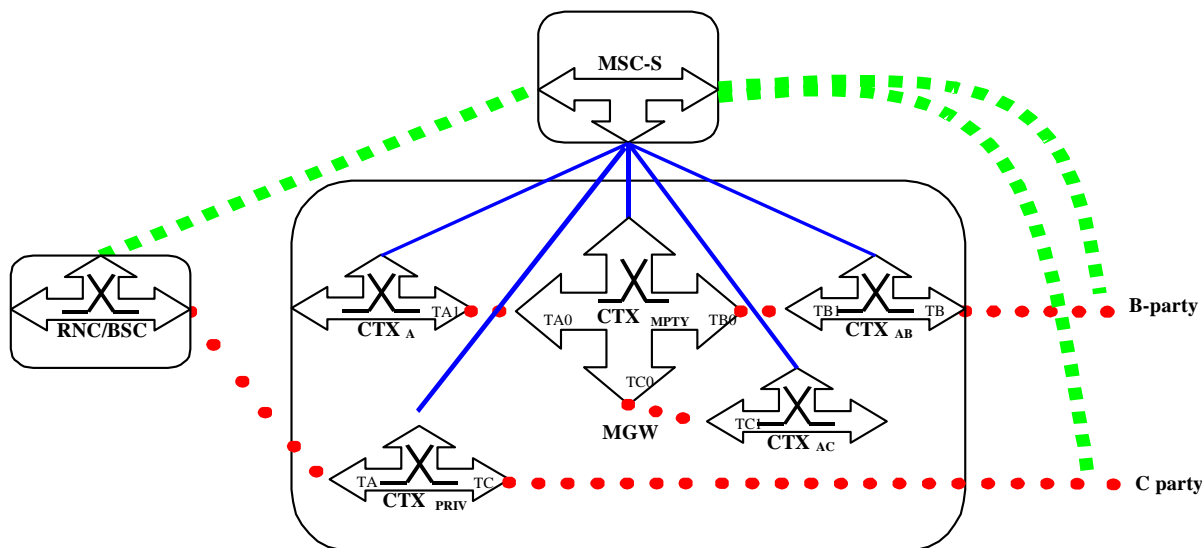 MSC-S
RNC/BSC
TA1
CTX A
TA0
CTX MPTY
TB0
TB1
TB
CTX AB
B-party
TC0
MGW
TC1
CTX AC
TA
TC
CTX PRIV
C party